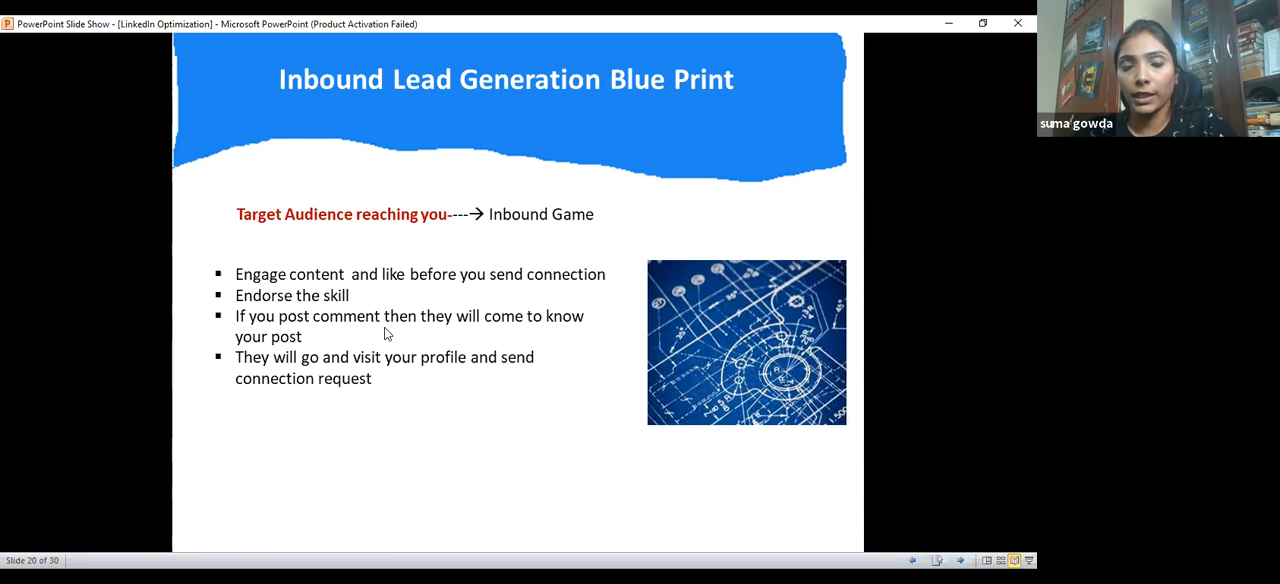 PowerPoint Slide Show - [LinkedIn Optimization] - Microsoft PowerPoint (Product Activation Failed)
suma gowda
Inbound Lead Generation Blue Print
Target Audience reaching you----→ Inbound Game
▪ Engage content and like before you send connection
▪ Endorse the skill
▪ If you post comment then they will come to know
your post
▪ They will go and visit your profile and send
connection request
Slide 20 of 30